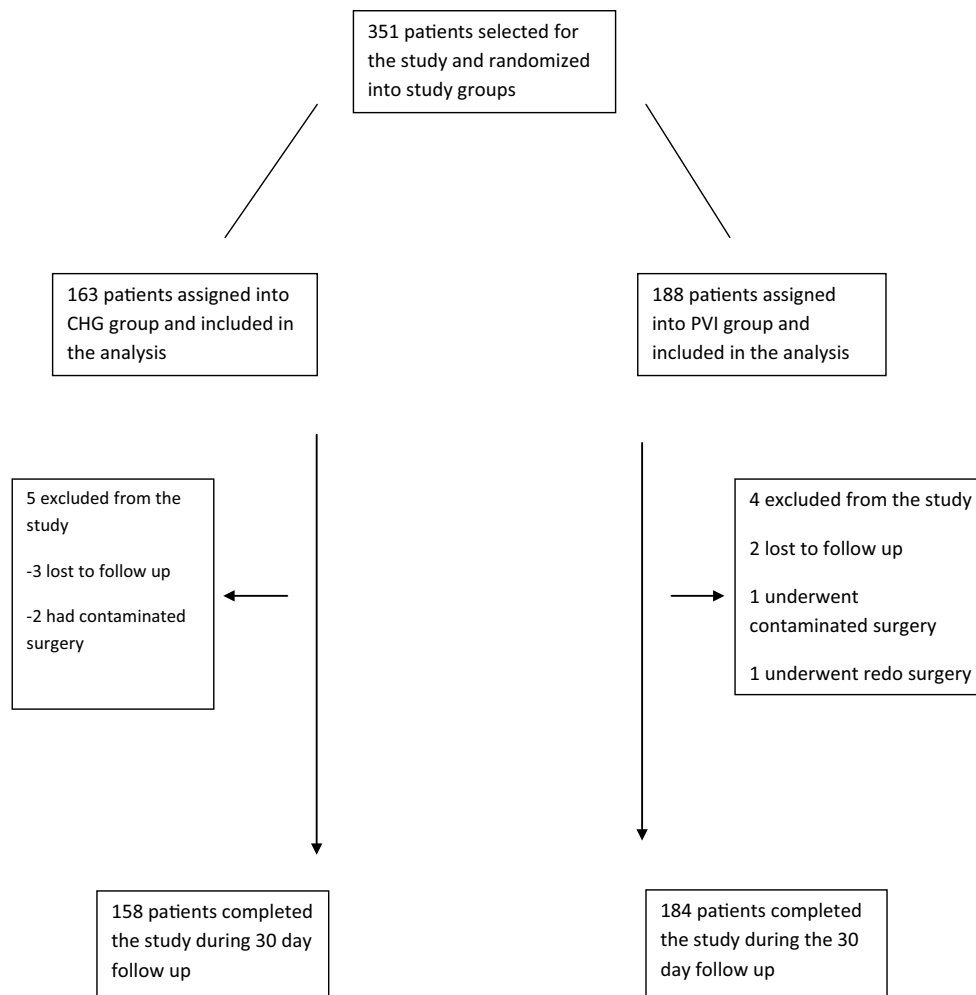 351 patients selected for
the study and randomized
into study groups
163 patients assigned into
CHG group and included in
the analysis
188 patients assigned
into PVI group and
included in the analysis
5 excluded from the
study
-3 lost to follow up
-2 had contaminated
surgery
4 excluded from the study
2 lost to follow up
1 underwent
contaminated surgery
1 underwent redo surgery
158 patients completed
the study during 30 day
follow up
184 patients completed
the study during the 30
day follow up